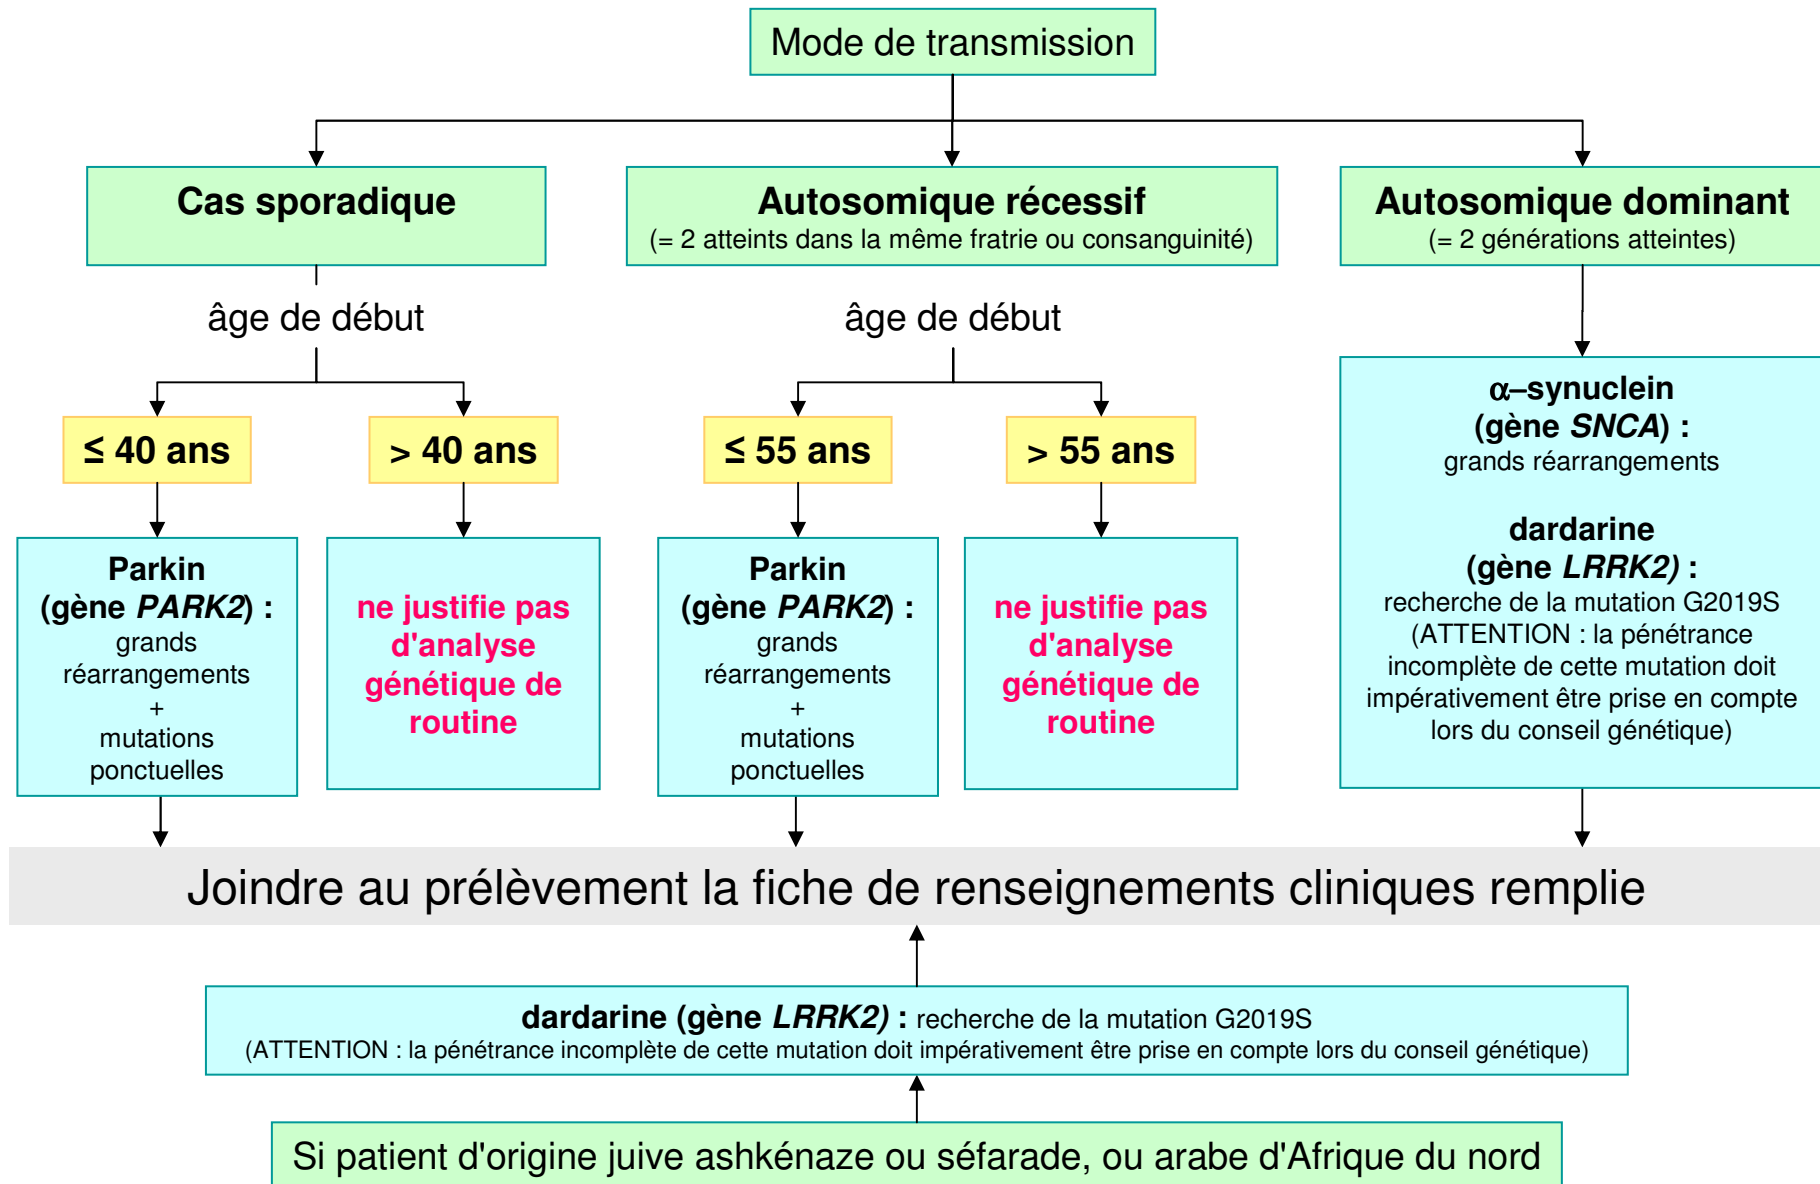 Mode de transmission
Cas sporadique
Autosomique récessif
(= 2 atteints dans la même fratrie ou consanguinité)
Autosomique dominant
(= 2 générations atteintes)
âge de début
âge de début
≤ 40 ans
> 40 ans
≤ 55 ans
> 55 ans
Parkin
(gène PARK2) :
grands
réarrangements
+
mutations
ponctuelles
ne justifie pas
d'analyse
génétique de
routine
Parkin
(gène PARK2) :
grands
réarrangements
+
mutations
ponctuelles
ne justifie pas
d'analyse
génétique de
routine
α–synuclein
(gène SNCA) :
grands réarrangements
dardarine
(gène LRRK2) :
recherche de la mutation G2019S
(ATTENTION : la pénétrance
incomplète de cette mutation doit
impérativement être prise en compte
lors du conseil génétique)
Joindre au prélèvement la fiche de renseignements cliniques remplie
dardarine (gène LRRK2) : recherche de la mutation G2019S
(ATTENTION : la pénétrance incomplète de cette mutation doit impérativement être prise en compte lors du conseil génétique)
Si patient d'origine juive ashkénaze ou séfarade, ou arabe d'Afrique du nord